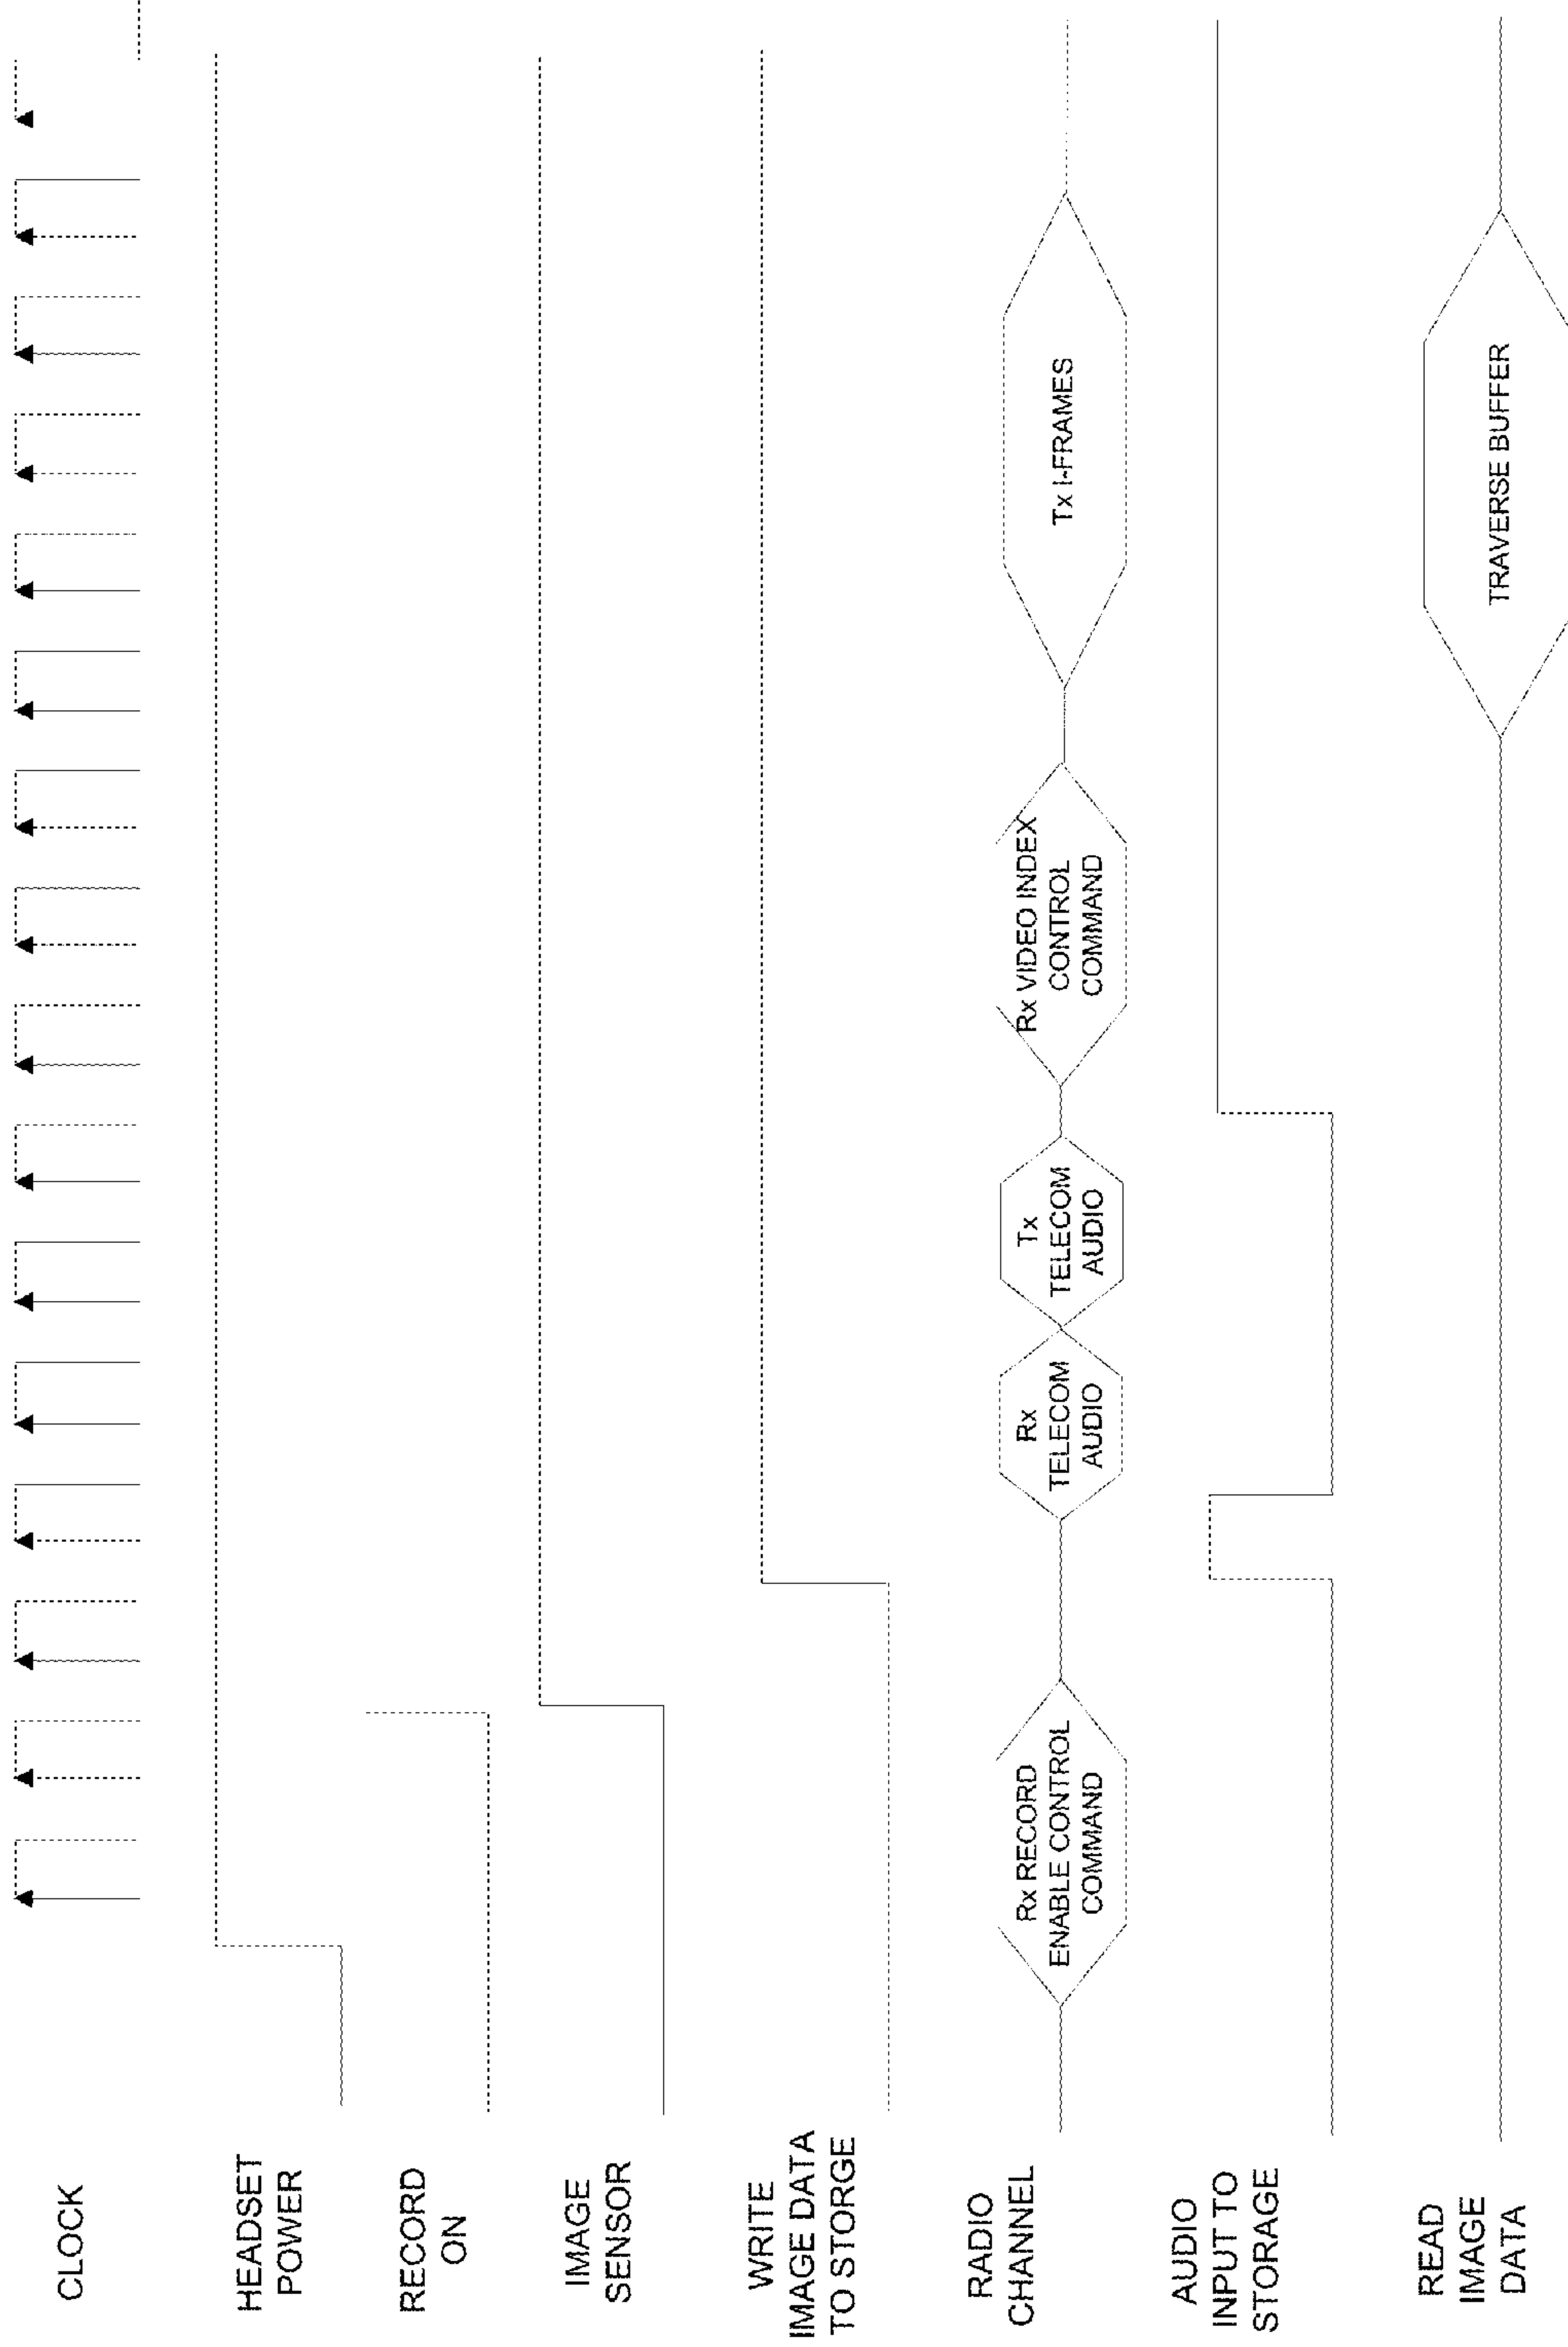 CLOCK
HEADSET
POWER
RECORD
ON
IMAGE
SENSOR
WRITE
IMAGE DATA
TO STORGE
RADIO
CHANNEL
Rx RECORD
ENABLE CONTROL
COMMAND
Rx
TELECOM
AUDIO
Tx
TELECOM
AUDIO
Rx VIDEO INDEX
CONTROL
COMMAND
Tx I-FRAMES
AUDIO
INPUT TO
STORAGE
READ
IMAGE
DATA
TRAVERSE BUFFER